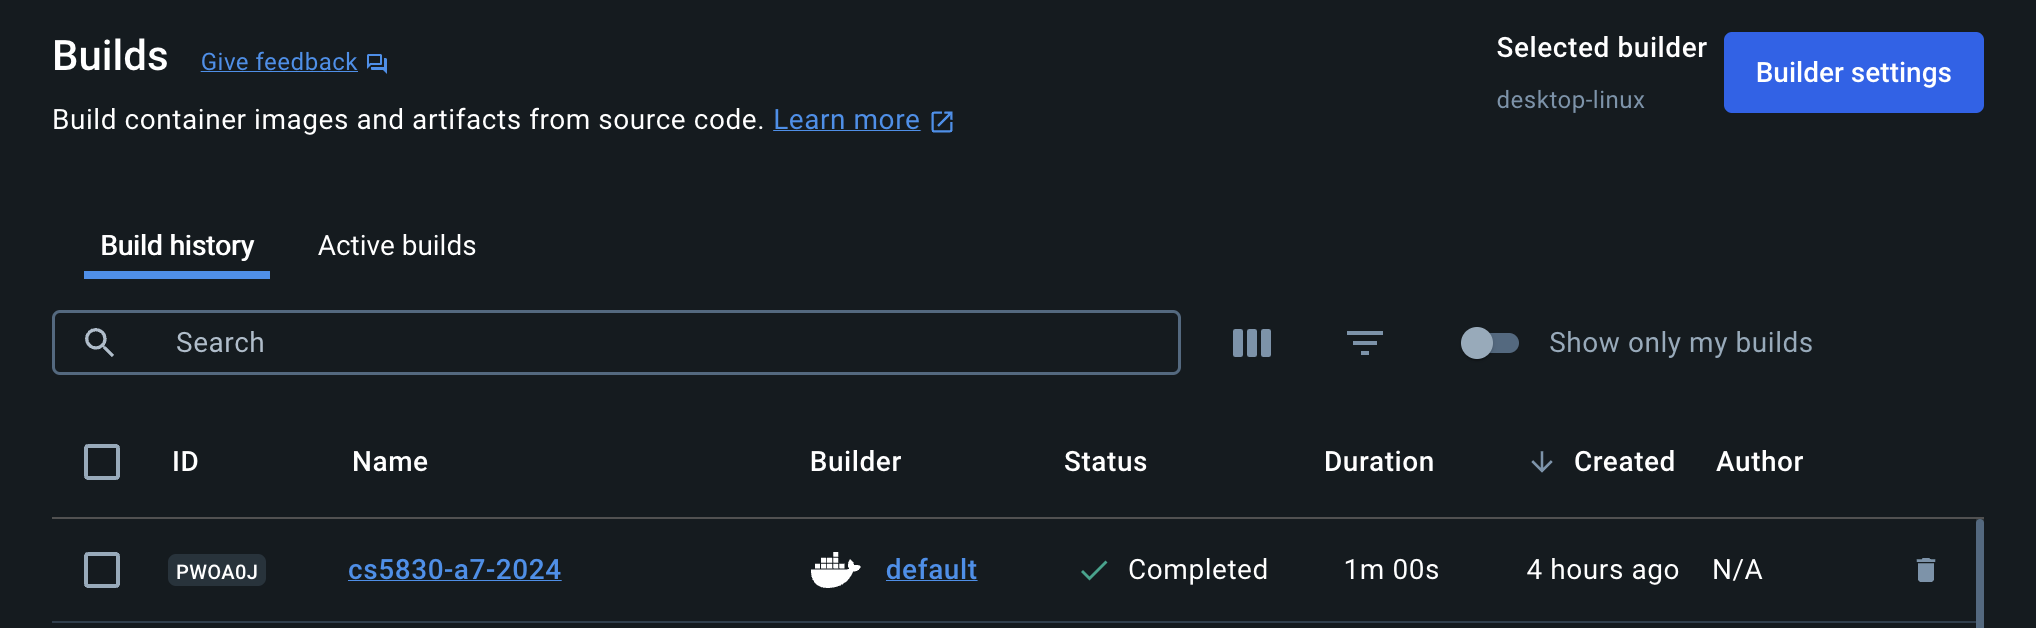 Builds Give feedback
Selected builder
desktop-linux
Builder settings
Build container images and artifacts from source code. Learn more
Build history Active builds
Search
Show only my builds
ID Name Builder Status Duration Created Author
PWOA0J cs5830-a7-2024 default Completed 1m 00s 4 hours ago N/A